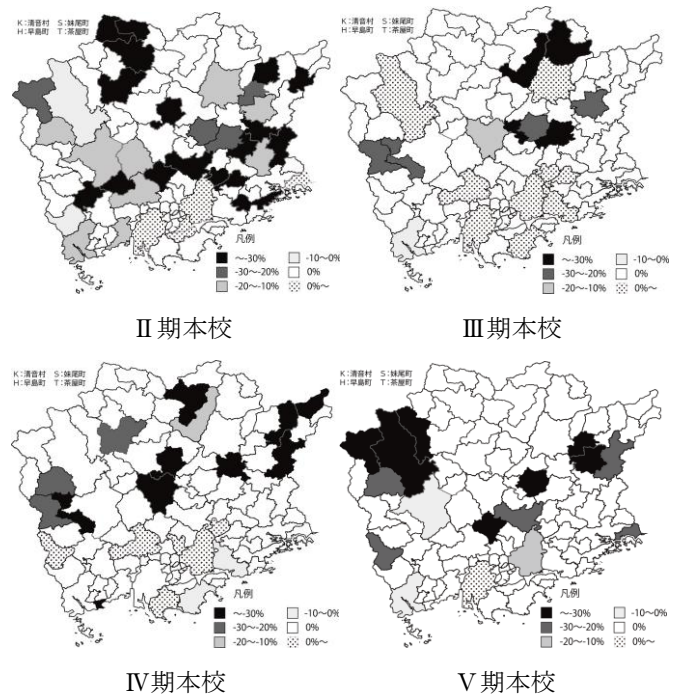 K：清音村　S：妹尾町
H：早島町　T：茶屋町
凡例
～-30%
-10～0%
-30～-20%
0%
-20～-10%
0%～
Ⅱ期本校
K：清音村　S：妹尾町
H：早島町　T：茶屋町
凡例
～-30%
-10～0%
-30～-20%
0%
-20～-10%
0%～
Ⅲ期本校
K：清音村　S：妹尾町
H：早島町　T：茶屋町
凡例
～-30%
-10～0%
-30～-20%
0%
-20～-10%
0%～
Ⅳ期本校
K：清音村　S：妹尾町
H：早島町　T：茶屋町
凡例
～-30%
-10～0%
-30～-20%
0%
-20～-10%
0%～
Ⅴ期本校